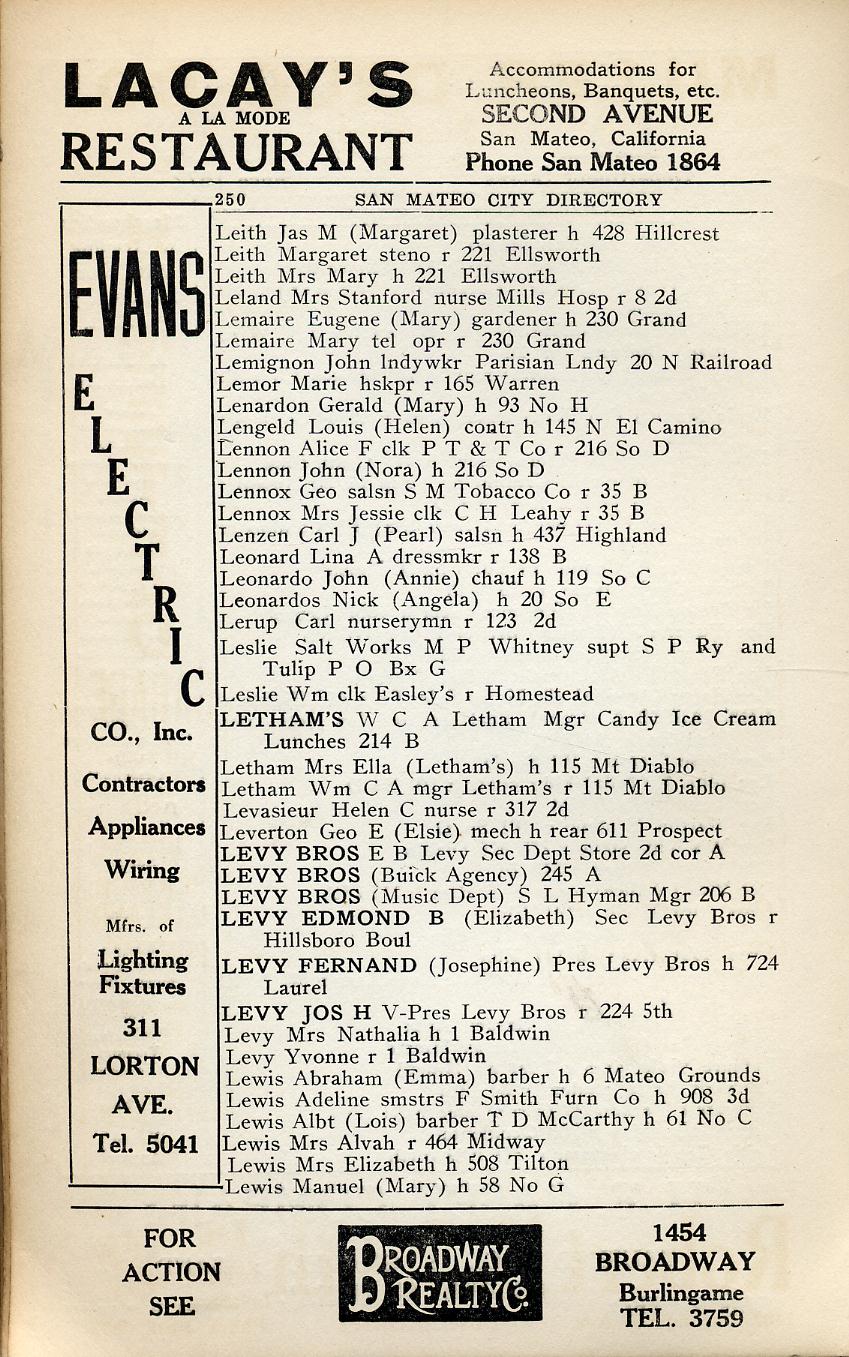 LACAY'S
A LA MODE
RESTAURANT
Accommodations for
Luncheons, Banquets, etc.
SECOND AVENUE
San Mateo, California
Phone San Mateo 1864
250 SAN MATEO CITY DIRECTORY
EVANS
ELECTRIC
CO., Inc.
Contractors
Appliances
Wiring
Mfrs. of
Lighting
Fixtures
311
LORTON
AVE.
Tel. 5041
Leith Jas M (Margaret) plasterer h 428 Hillcrest
Leith Margaret steno r 221 Ellsworth
Leith Mrs Mary h 221 Ellsworth
Leland Mrs Stanford nurse Mills Hosp r 8 2d
Lemaire Eugene (Mary) gardener h 230 Grand
Lemaire Mary tel opr r 230 Grand
Lemignon John lndywkr Parisian Lndy 20 N Railroad
Lemor Marie hskpr r 165 Warren
Lenardon Gerald (Mary) h 93 No H
Lengeld Louis (Helen) contr h 145 N El Camino
Lennon Alice F clk P T & T Co r 216 So D
Lennon John (Nora) h 216 So D
Lennox Geo salsn S M Tobacco Co r 35 B
Lennox Mrs Jessie clk C H Leahy r 35 B
Lenzen Carl J (Pearl) salsn h 437 Highland
Leonard Lina A dressmkr r 138 B
Leonardo John (Annie) chauf h 119 So C
Leonardos Nick (Angela) h 20 So E
Lerup Carl nurserymn r 123 2d
Leslie Salt Works M P Whitney supt S P Ry and
Tulip P O Bx G
Leslie Wm clk Easley's r Homestead
LETHAM'S W C A Letham Mgr Candy Ice Cream
Lunches 214 B
Letham Mrs Ella (Letham's) h 115 Mt Diablo
Letham Wm C A mgr Letham's r 115 Mt Diablo
Levasieur Helen C nurse r 317 2d
Leverton Geo E (Elsie) mech h rear 611 Prospect
LEVY BROS E B Levy Sec Dept Store 2d cor A
LEVY BROS (Buick Agency) 245 A
LEVY BROS (Music Dept) S L Hyman Mgr 206 B
LEVY EDMOND B (Elizabeth) Sec Levy Bros r
Hillsboro Boul
LEVY FERNAND (Josephine) Pres Levy Bros h 724
Laurel
LEVY JOS H V-Pres Levy Bros r 224 5th
Levy Mrs Nathalia h 1 Baldwin
Levy Yvonne r 1 Baldwin
Lewis Abraham (Emma) barber h 6 Mateo Grounds
Lewis Adeline smstrs F Smith Furn Co h 908 3d
Lewis Albt (Lois) barber T D McCarthy h 61 No C
Lewis Mrs Alvah r 464 Midway
Lewis Mrs Elizabeth h 508 Tilton
Lewis Manuel (Mary) h 58 No G
FOR
ACTION
SEE
BROADWAY
REALTY Co.
1454
BROADWAY
Burlingame
TEL. 3759